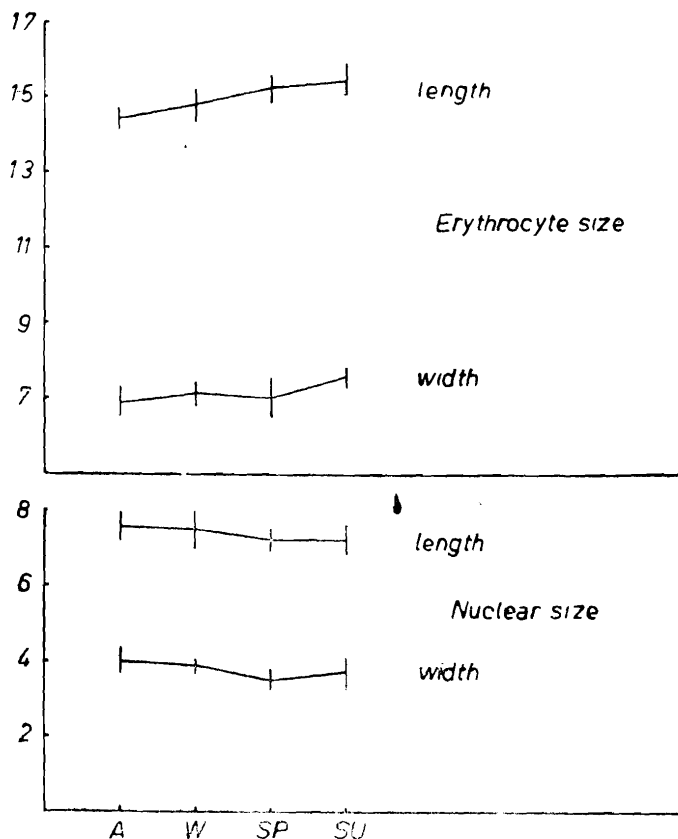 17
15
length
13
Erythrocyte size
11
9
width
7
8
length
6
Nuclear size
4
width
2
A W SP SU